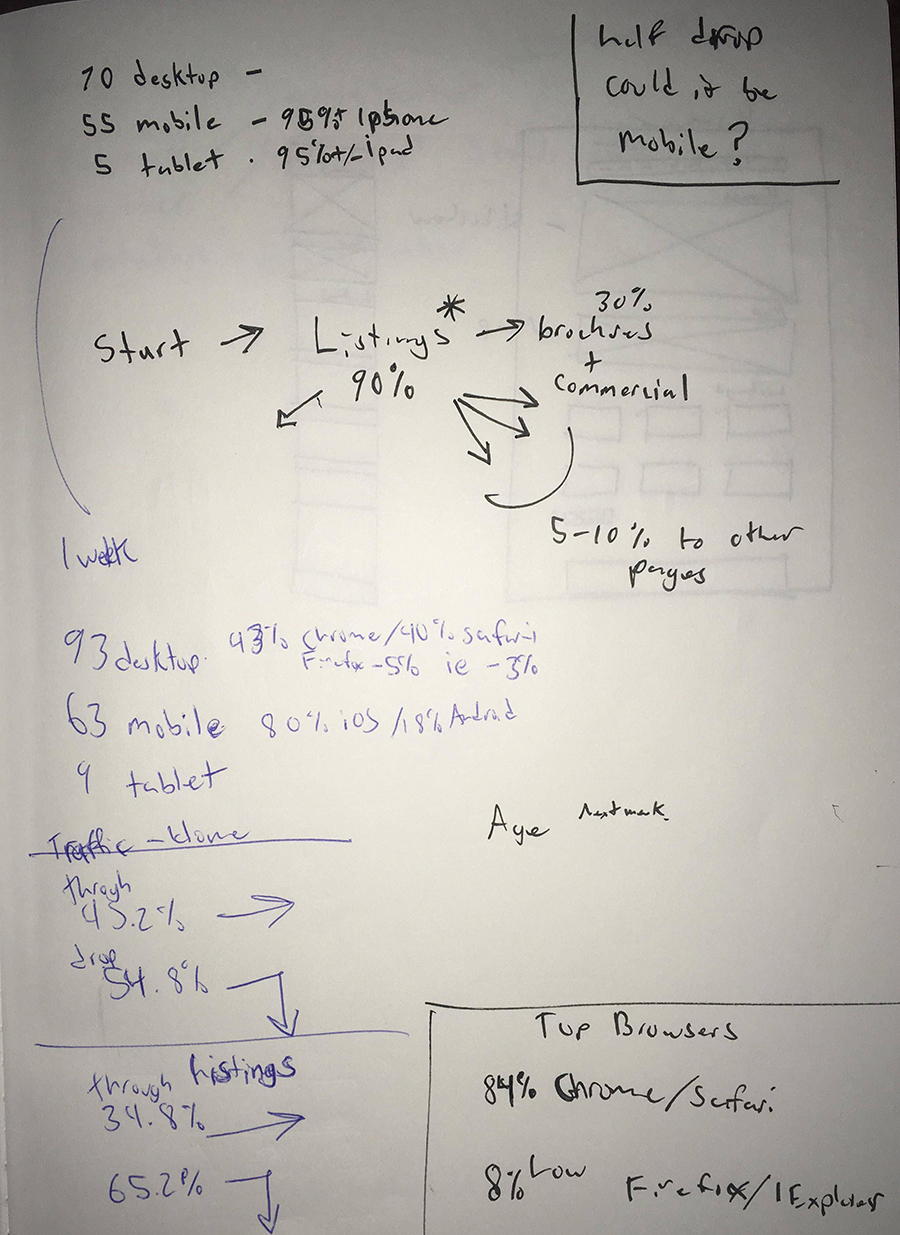 70 desktop -
55 mobile - 95%+ Iphone
5 tablet . 95%+/- ipad
half drop
could it be
mobile?
Start → Listings* → 30% brochures
90%
+
commercial
5-10% to other
pages
1 week
93 desktop. 43% Chrome/40% safari
Firefox -5% ie -3%
63 mobile 80% iOS /18% Android
9 tablet
Traffic -
through
45.2% →
drop
54.8%
Age
through Listings
34.8% →
65.2%
Top Browsers
84% Chrome/Safari
8% Low Firefox/IExplorer